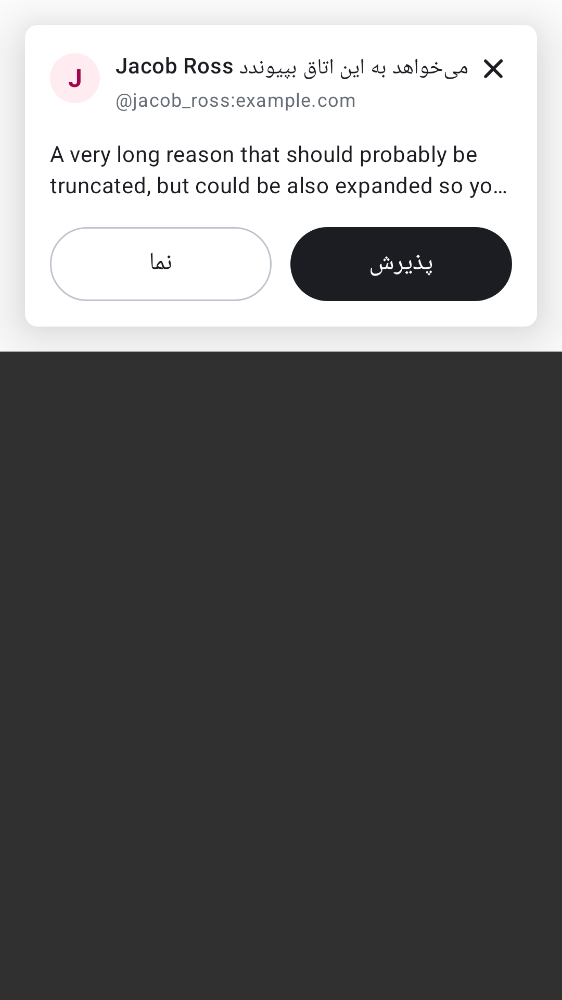 J
Jacob Ross می‌خواهد به این اتاق بپیوندد
@jacob_ross:example.com
A very long reason that should probably be
truncated, but could be also expanded so yo…
نما
پذیرش